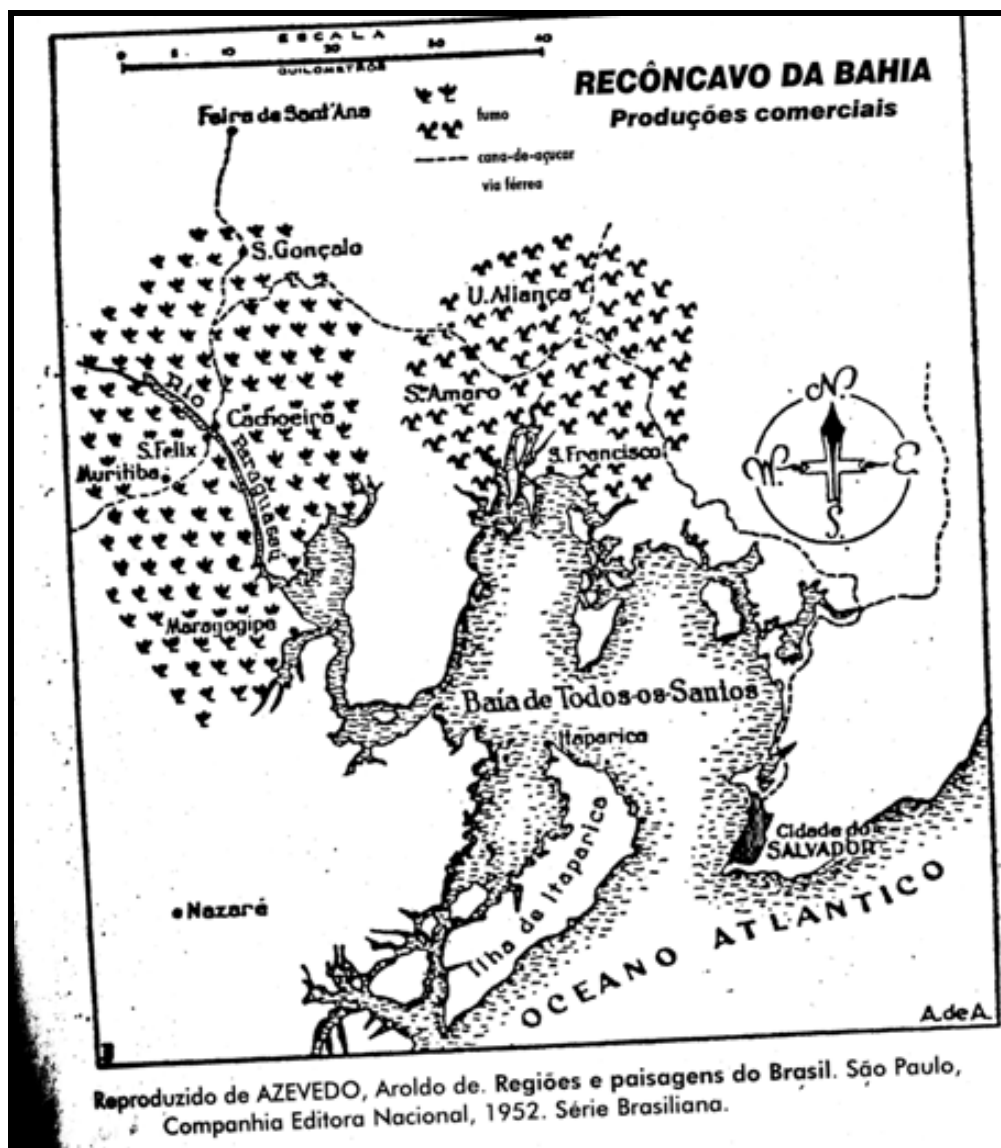 ESCALA
0 5 10 20 30 40
QUILOMETROS
RECÔNCAVO DA BAHIA
Produções comerciais
fumo
cana-de-açucar
via férrea
Feira de Sant'Ana
S. Gonçalo
U. Aliança
S. Amaro
Rio Paraguassu
Cachoeira
S. Felix
Muritiba
S. Francisco
N.
W. E.
S.
Maragogipe
Baía de Todos-os-Santos
Itaparica
Ilha de Itaparica
Cidade do
SALVADOR
Nazaré
OCEANO ATLANTICO
A. de A.
Reproduzido de AZEVEDO, Aroldo de. Regiões e paisagens do Brasil. São Paulo,
Companhia Editora Nacional, 1952. Série Brasiliana.